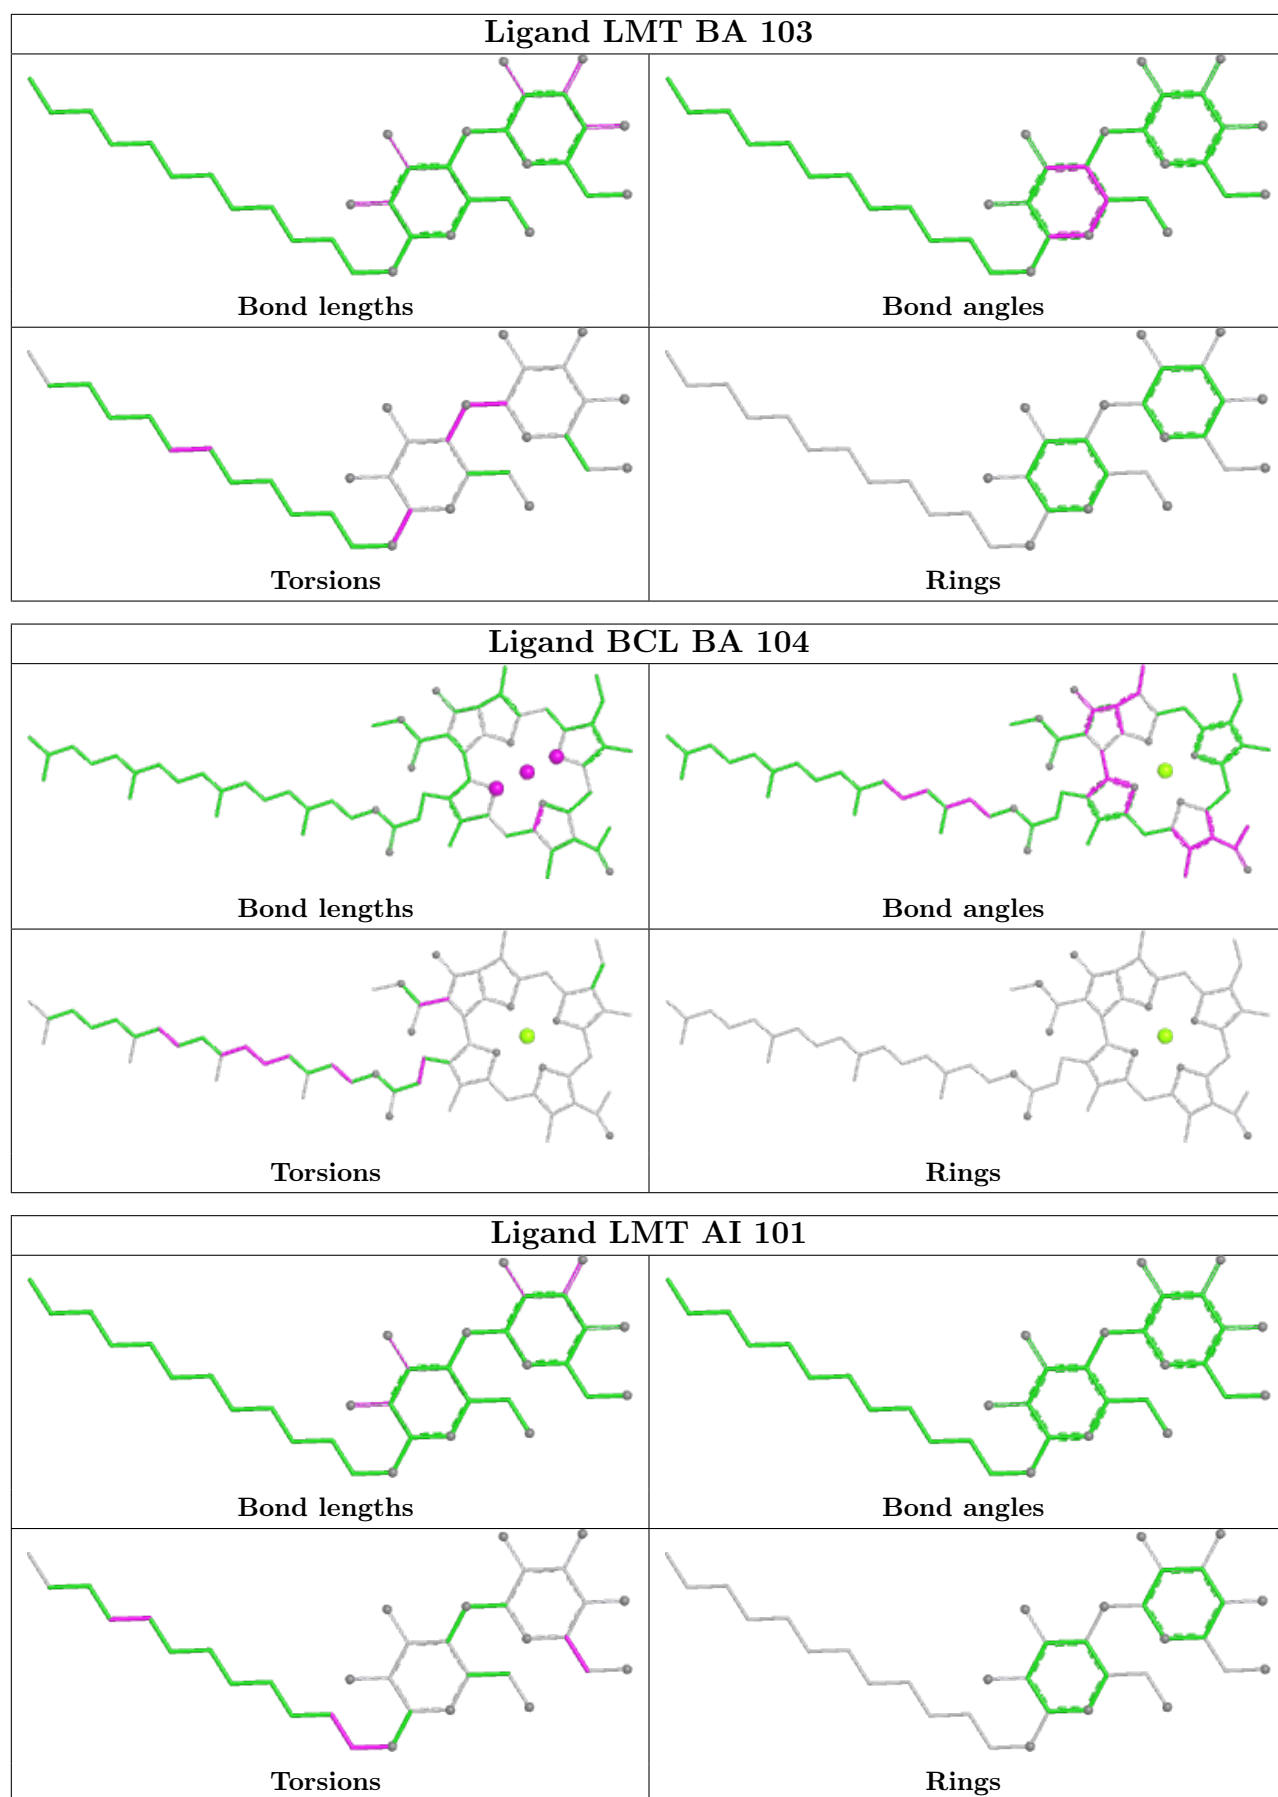 Ligand LMT BA 103
Bond lengths
Bond angles
Torsions
Rings
Ligand BCL BA 104
Bond lengths
Bond angles
Torsions
Rings
Ligand LMT AI 101
Bond lengths
Bond angles
Torsions
Rings